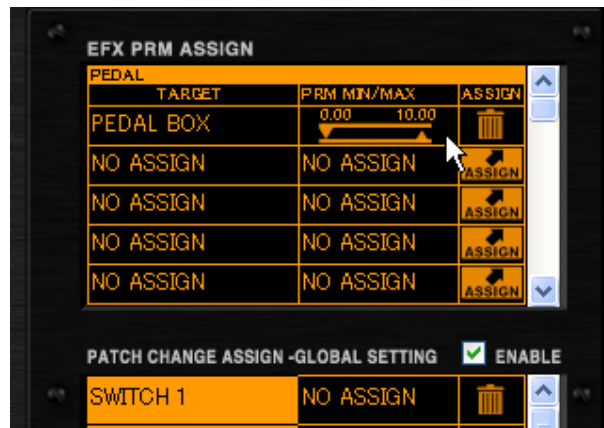 EFX PRM ASSIGN
PEDAL
TARGET PRM MIN/MAX ASSIGN
PEDAL BOX 0.00 10.00
NO ASSIGN NO ASSIGN ASSIGN
NO ASSIGN NO ASSIGN ASSIGN
NO ASSIGN NO ASSIGN ASSIGN
NO ASSIGN NO ASSIGN ASSIGN
PATCH CHANGE ASSIGN -GLOBAL SETTING ENABLE
SWITCH 1 NO ASSIGN